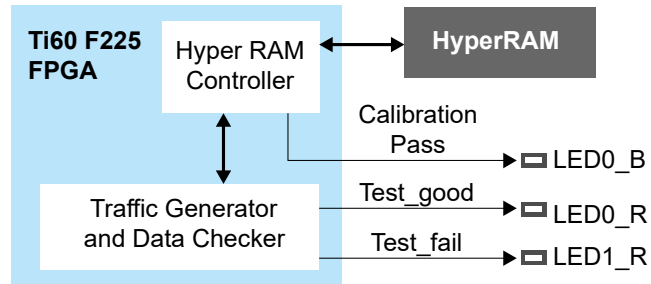 Ti60 F225
FPGA
Hyper RAM
Controller
HyperRAM
Calibration
Pass
LED0_B
Traffic Generator
and Data Checker
Test_good
LED0_R
Test_fail
LED1_R